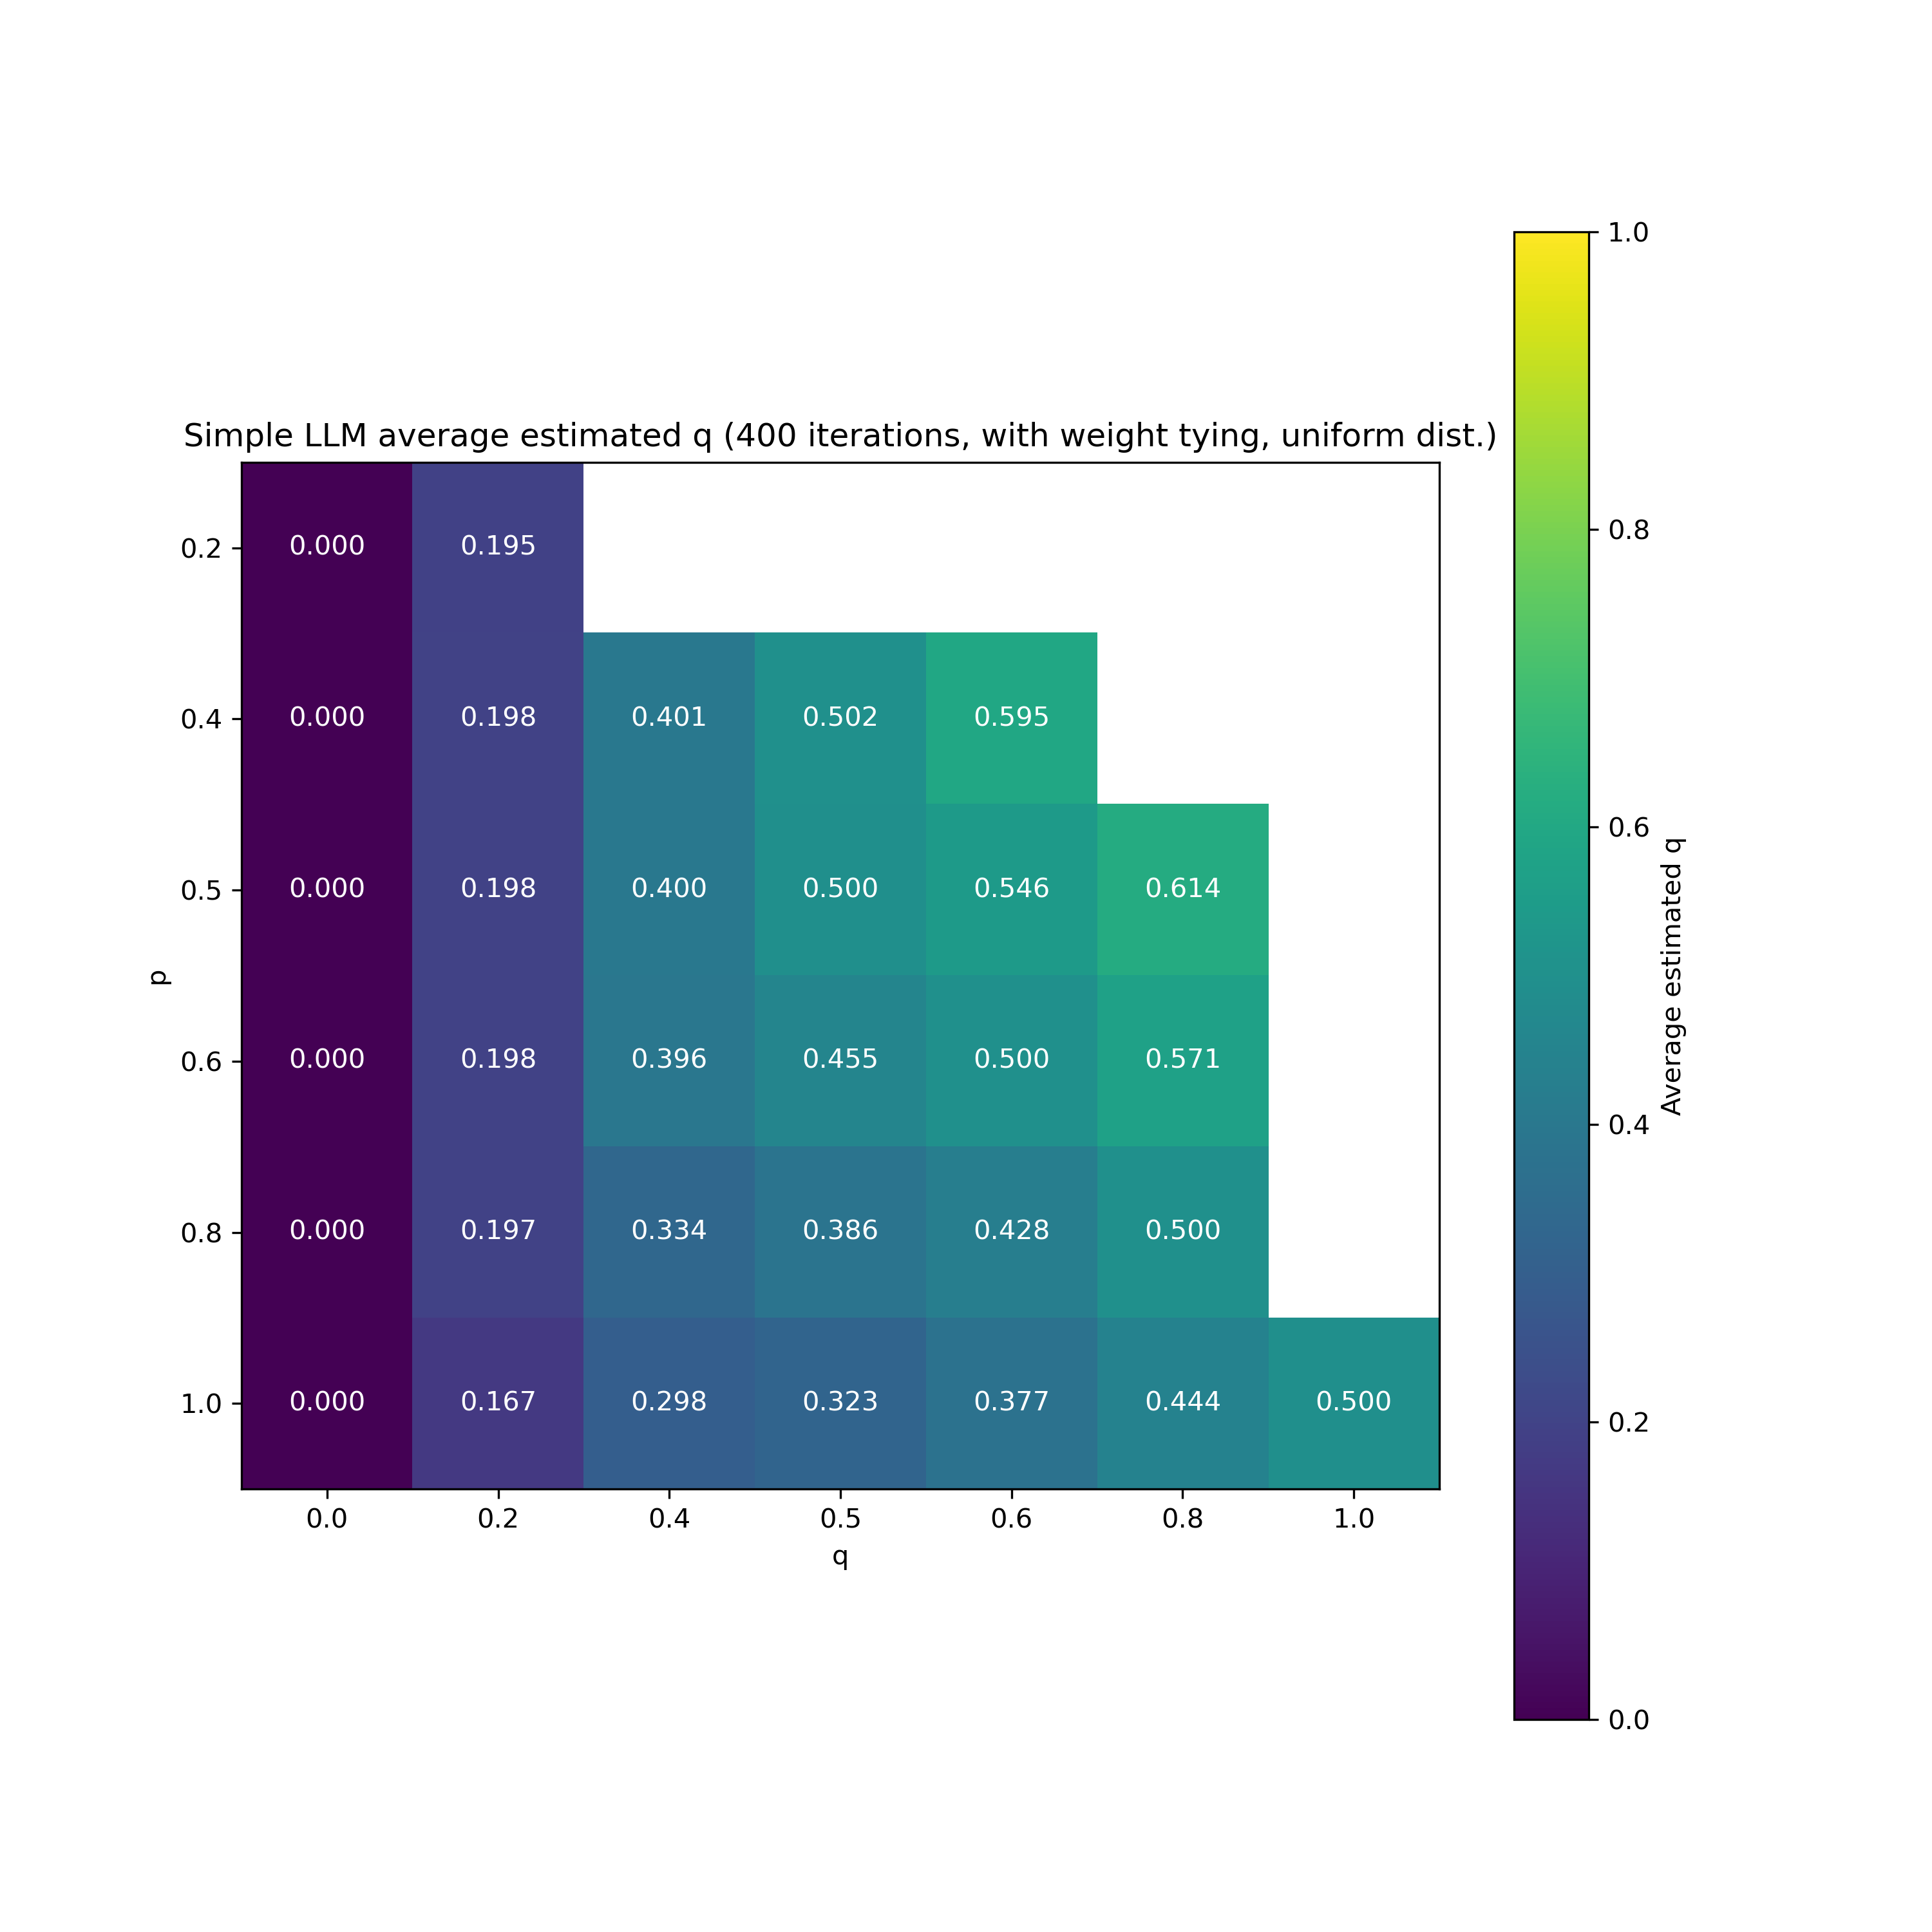 Simple LLM average estimated q (400 iterations, with weight tying, uniform dist.)
p
0.2 0.000 0.195
0.4 0.000 0.198 0.401 0.502 0.595
0.5 0.000 0.198 0.400 0.500 0.546 0.614
0.6 0.000 0.198 0.396 0.455 0.500 0.571
0.8 0.000 0.197 0.334 0.386 0.428 0.500
1.0 0.000 0.167 0.298 0.323 0.377 0.444 0.500
0.0 0.2 0.4 0.5 0.6 0.8 1.0
q
1.0
0.8
0.6
0.4
0.2
0.0
Average estimated q